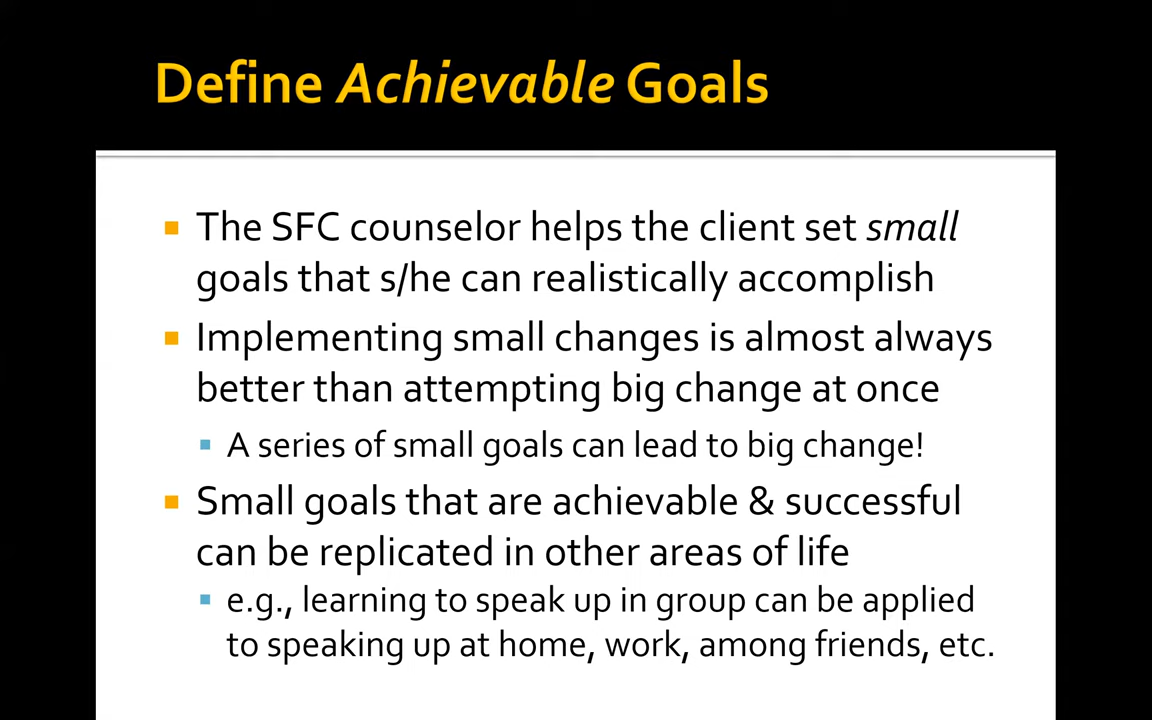 Define Achievable Goals
The SFC counselor helps the client set small
goals that s/he can realistically accomplish
Implementing small changes is almost always
better than attempting big change at once
A series of small goals can lead to big change!
Small goals that are achievable & successful
can be replicated in other areas of life
e.g., learning to speak up in group can be applied
to speaking up at home, work, among friends, etc.